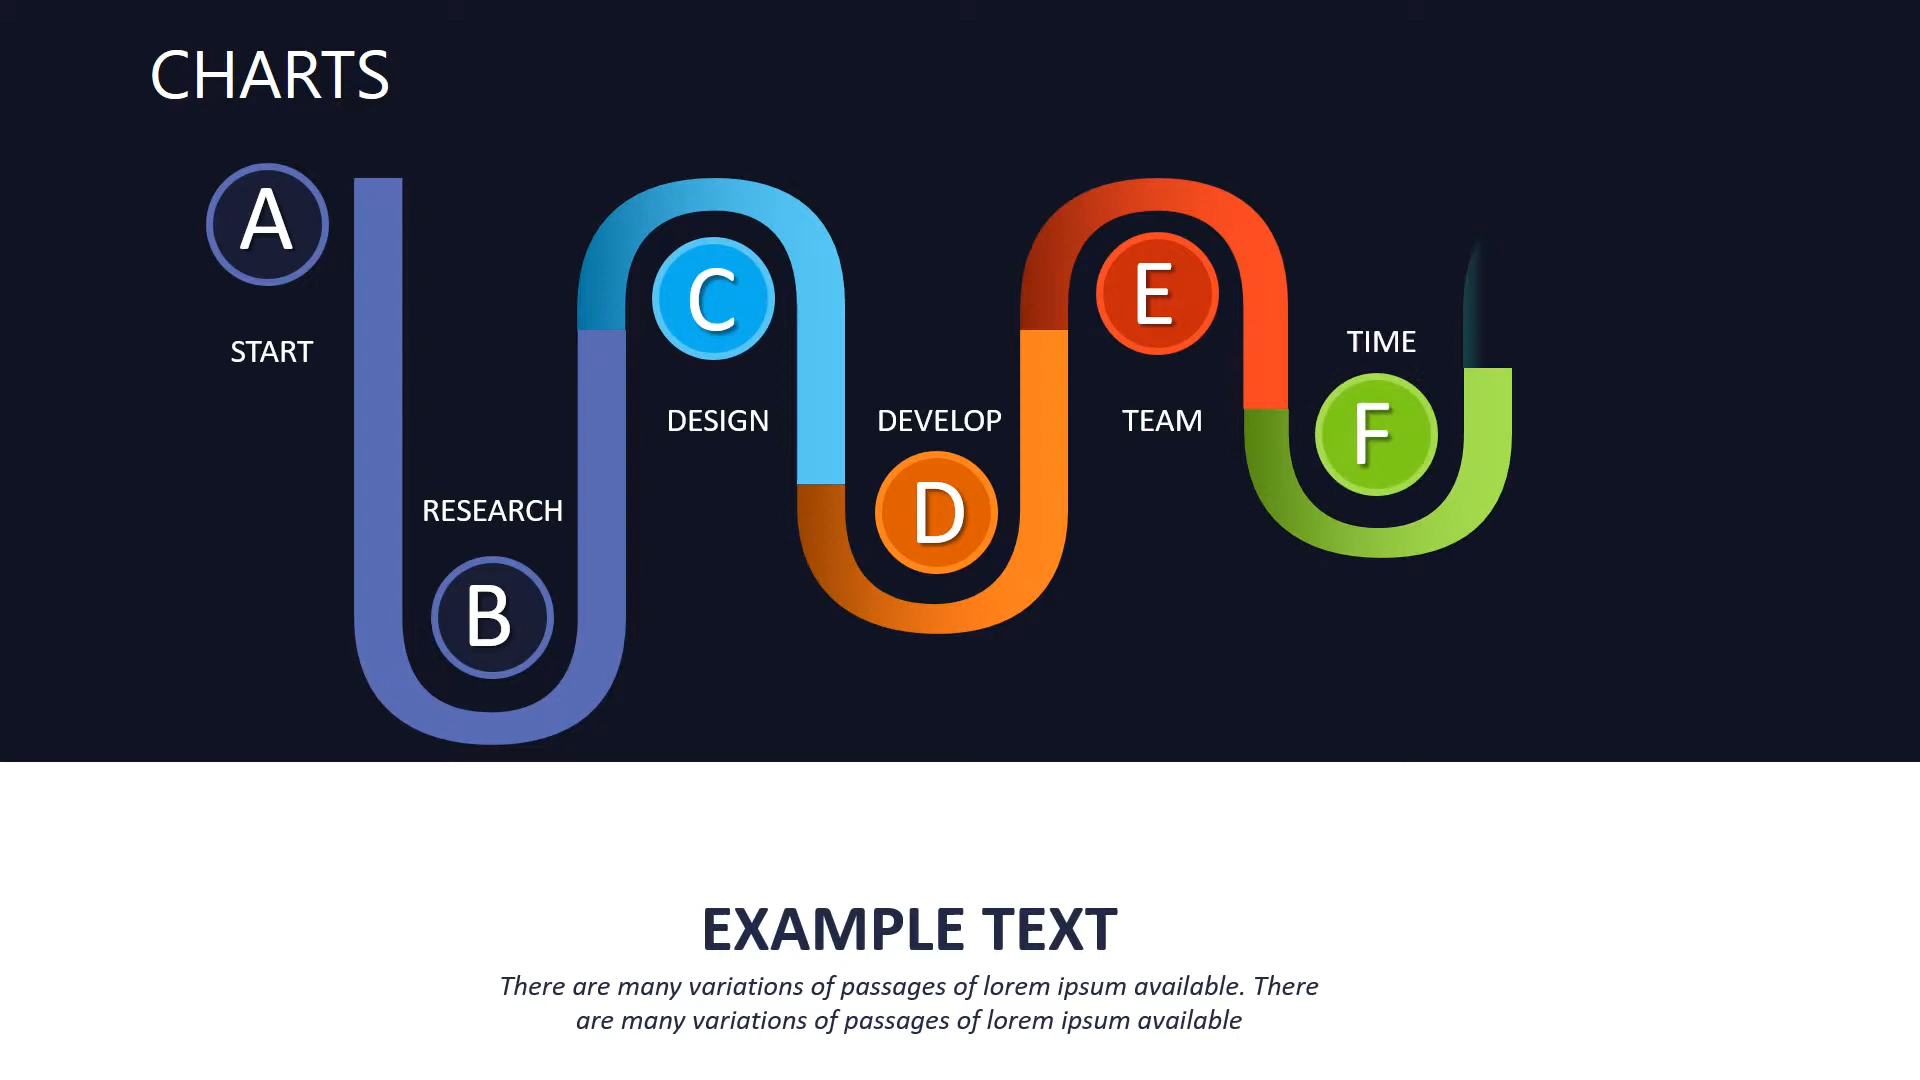 CHARTS
A
START
RESEARCH
B
C
DESIGN
DEVELOP
D
E
TEAM
TIME
F
EXAMPLE TEXT
There are many variations of passages of lorem ipsum available. There
are many variations of passages of lorem ipsum available